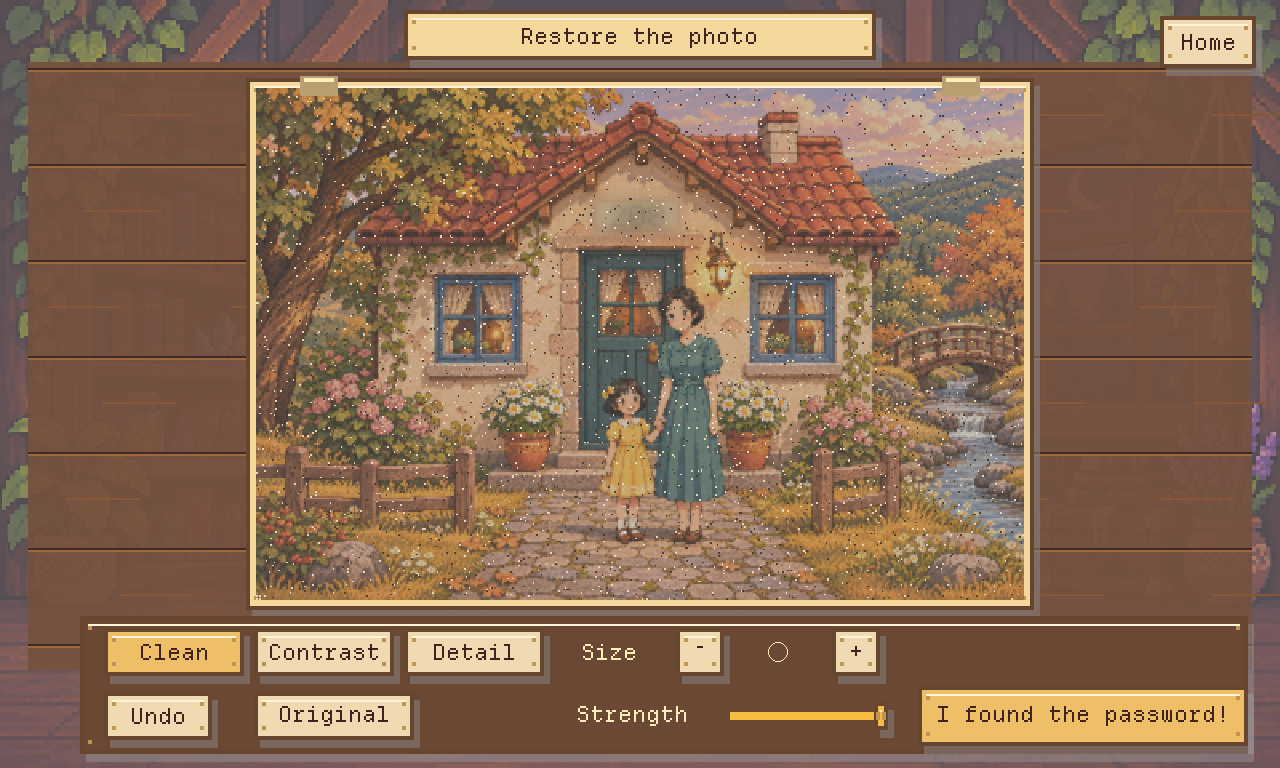 Restore the photo
Home
Clean
Contrast
Detail
Size
-
+
Undo
Original
Strength
I found the password!